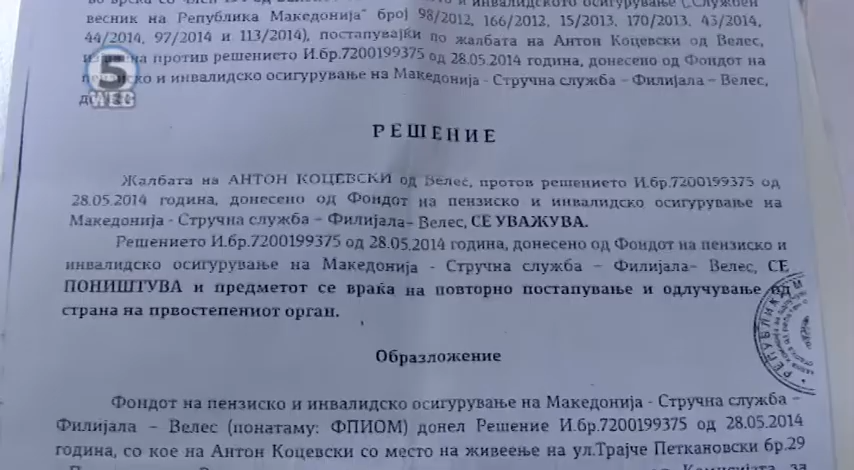 инвалидското осигурување („Службен
весник на Република Македонија" број 98/2012, 166/2012, 15/2013, 170/2013, 43/2014,
44/2014, 97/2014 и 113/2014), постапувајќи по жалбата на Антон Коцевски од Велес,
против решението И.бр.7200199375 од 28.05.2014 година, донесено од Фондот на
и инвалидско осигурување на Македонија - Стручна служба – Филијала – Велес,
5
WEB
РЕШЕНИЕ
Жалбата на АНТОН КОЦЕВСКИ од Велес, протов решението И.бр.7200199375 од
28.05.2014 година, донесено од Фондот на пензиско и инвалидско осигурување на
Македонија - Стручна служба – Филијала– Велес, СЕ УВАЖУВА.
Решението И.бр.7200199375 од 28.05.2014 година, донесено од Фондот на пензиско и
инвалидско осигурување на Македонија - Стручна служба – Филијала– Велес, СЕ
ПОНИШТУВА и предметот се враќа на повторно постапување и одлучување од
страна на првостепениот орган.
Образложение
Фондот на пензиско и инвалидско осигурување на Македонија - Стручна служба –
Филијала – Велес (понатаму: ФПИОМ) донел Решение И.бр.7200199375 од 28.05.2014
година, со кое на Антон Коцевски со место на живеење на ул.Трајче Петкановски бр.29